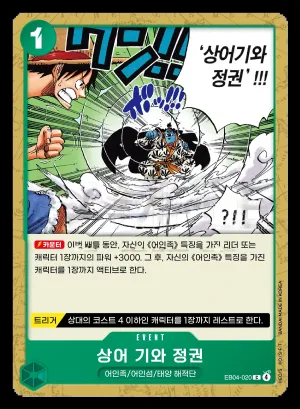 1
'상어기와
정권'!!!
?!!
카운터 이번 배틀 동안, 자신의 《어인족》 특징을 가진 리더 또는
캐릭터 1장까지의 파워 +3000. 그 후, 자신의 《어인족》 특징을 가진
캐릭터를 1장까지 액티브로 한다.
트리거 상대의 코스트 4 이하인 캐릭터를 1장까지 레스트로 한다.
EVENT
상어 기와 정권
어인족/어인섬/태양 해적단
EB04-020